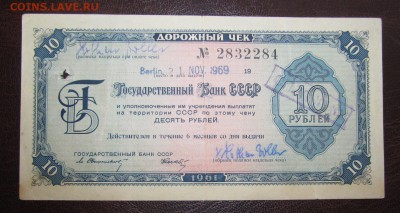 COINS.LAVE.RU
ДОРОЖНЫЙ ЧЕК
10
10
№ 2832284
Berlin, 21. NOV. 1969 19
Государственный Банк СССР
и уполномоченные им учреждения выплатят
на территории СССР по этому чеку
ДЕСЯТЬ РУБЛЕЙ.
10
РУБЛЕЙ
Действителен в течение 6 месяцев со дня выдачи
ГОСУДАРСТВЕННЫЙ БАНК СССР
10
1961
10